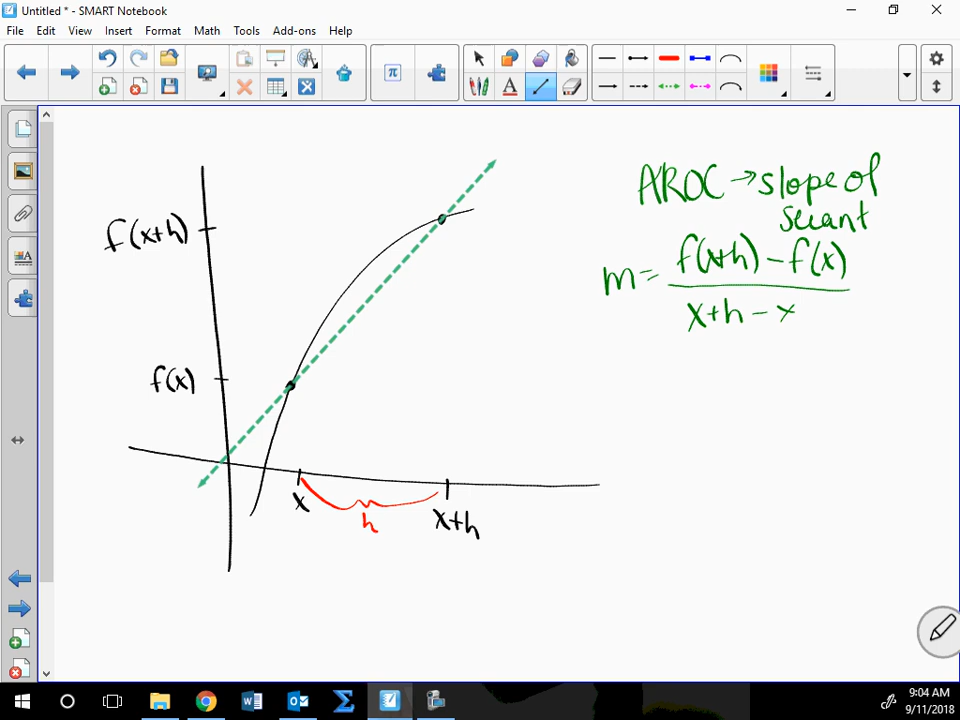 Untitled * - SMART Notebook
File Edit View Insert Format Math Tools Add-ons Help
π
A
AROC → slope of
secant
m = f(x+h) - f(x)
x+h - x
f(x+h)
f(x)
x
h
x+h
9:04 AM
9/11/2018